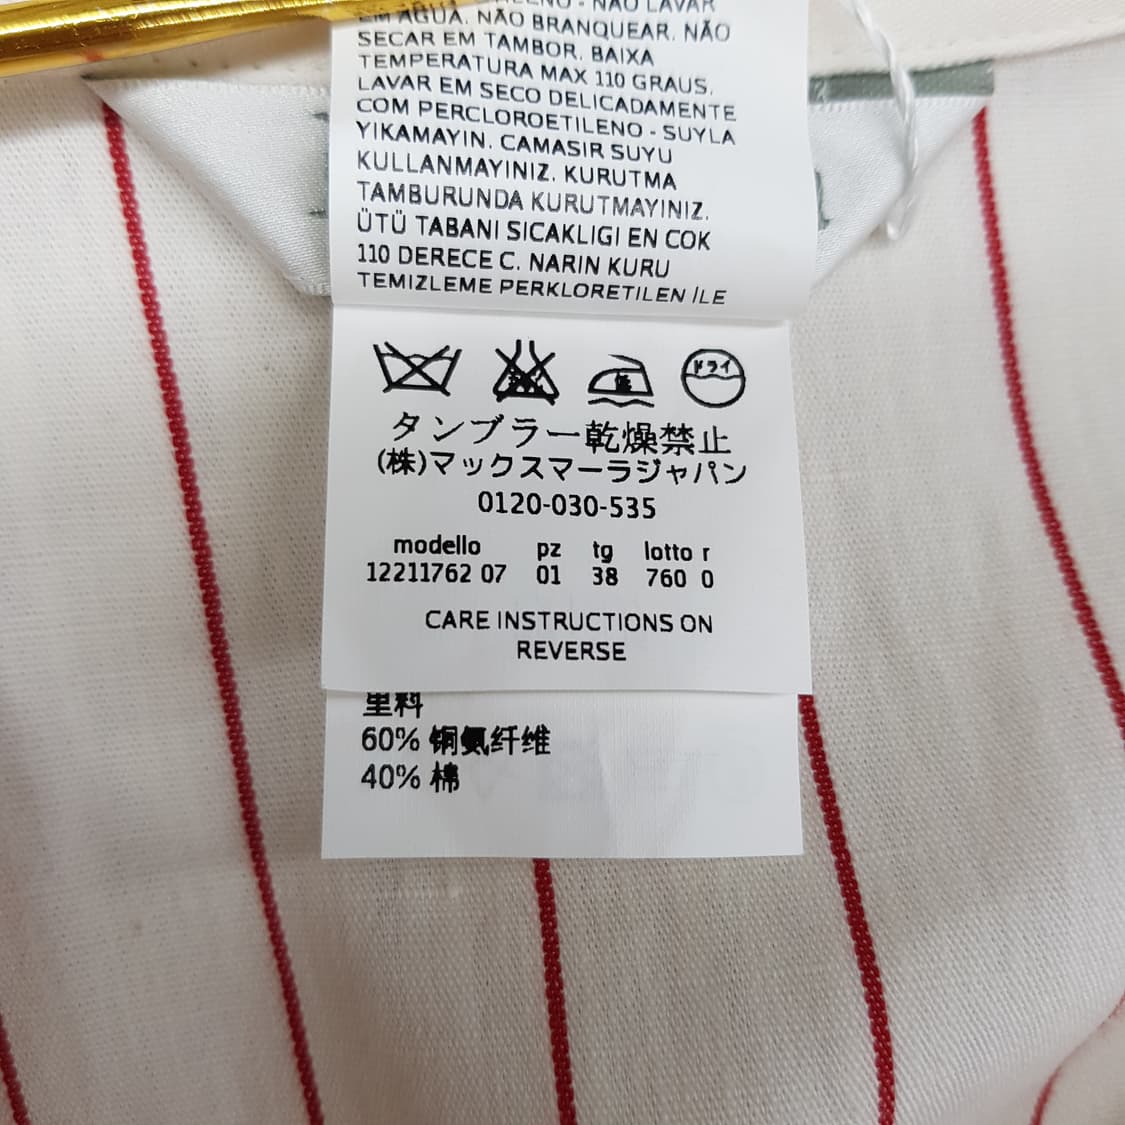 - NÃO LAVAR
EM AGUA. NÃO BRANQUEAR. NÃO
SECAR EM TAMBOR. BAIXA
TEMPERATURA MAX 110 GRAUS.
LAVAR EM SECO DELICADAMENTE
COM PERCLOROETILENO - SUYLA
YIKAMAYIN. CAMASIR SUYU
KULLANMAYINIZ. KURUTMA
TAMBURUNDA KURUTMAYINIZ.
ÜTÜ TABANI SICAKLIGI EN COK
110 DERECE C. NARIN KURU
TEMIZLEME PERKLORETILEN İLE
低 ドライ
タンブラー乾燥禁止
(株)マックスマーラジャパン
0120-030-535
modello pz tg lotto r
12211762 07 01 38 760 0
CARE INSTRUCTIONS ON
REVERSE
里料
60% 铜氨纤维
40% 棉